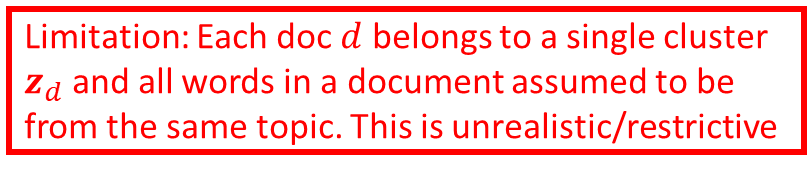 Limitation: Each doc d belongs to a single cluster
z_d and all words in a document assumed to be
from the same topic. This is unrealistic/restrictive